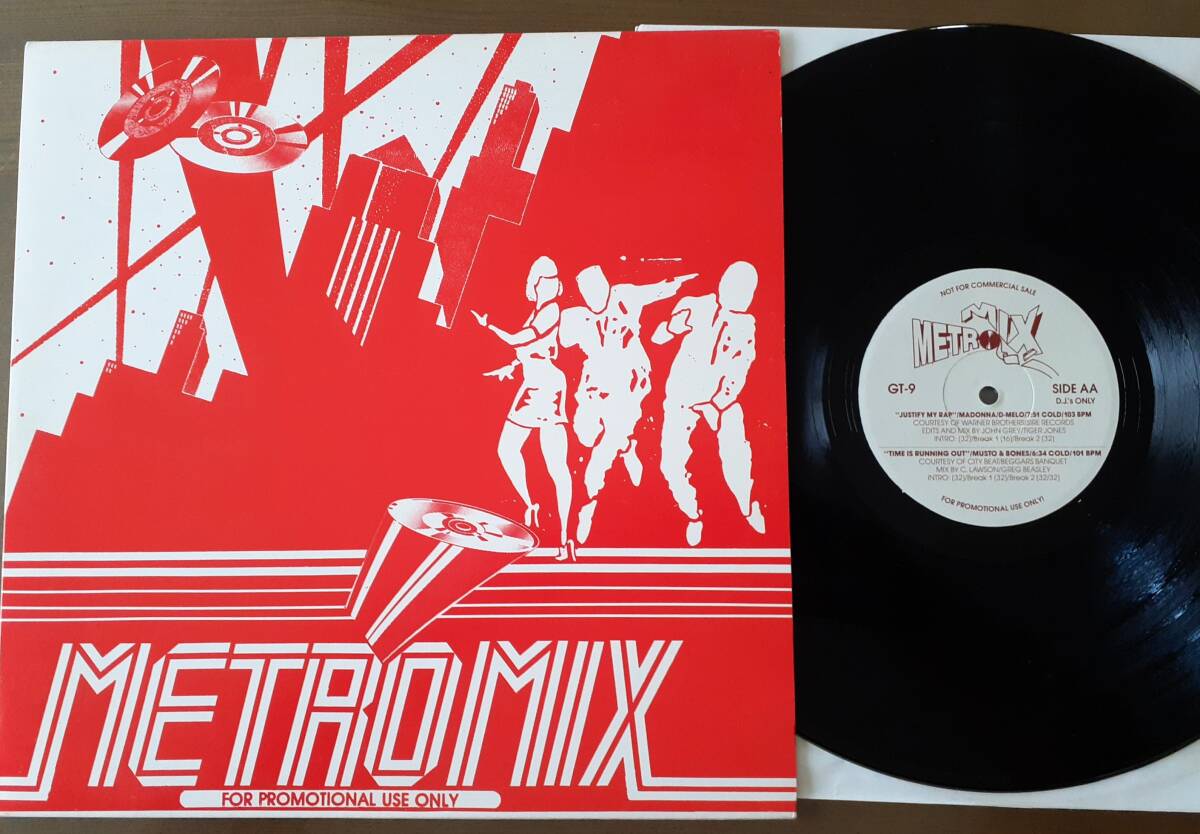 METROMIX
FOR PROMOTIONAL USE ONLY
NOT FOR COMMERCIAL SALE
METRO MIX
GT-9
SIDE AA
D.J.'s ONLY
"JUSTIFY MY RAP"/MADONNA/D-MELO/7:51 COLD/103 BPM
COURTESY OF WARNER BROTHERS/SIRE RECORDS
EDITS AND MIX BY JOHN GREY/TIGER JONES
INTRO: (32)/Break 1 (16)/Break 2 (32)
"TIME IS RUNNING OUT"/MUSTO & BONES/6:34 COLD/101 BPM
COURTESY OF CITY BEAT/BEGGARS BANQUET
MIX BY C. LAWSON/GREG BEASLEY
INTRO: (32)/Break 1 (32)/Break 2 (32/32)
FOR PROMOTIONAL USE ONLY!